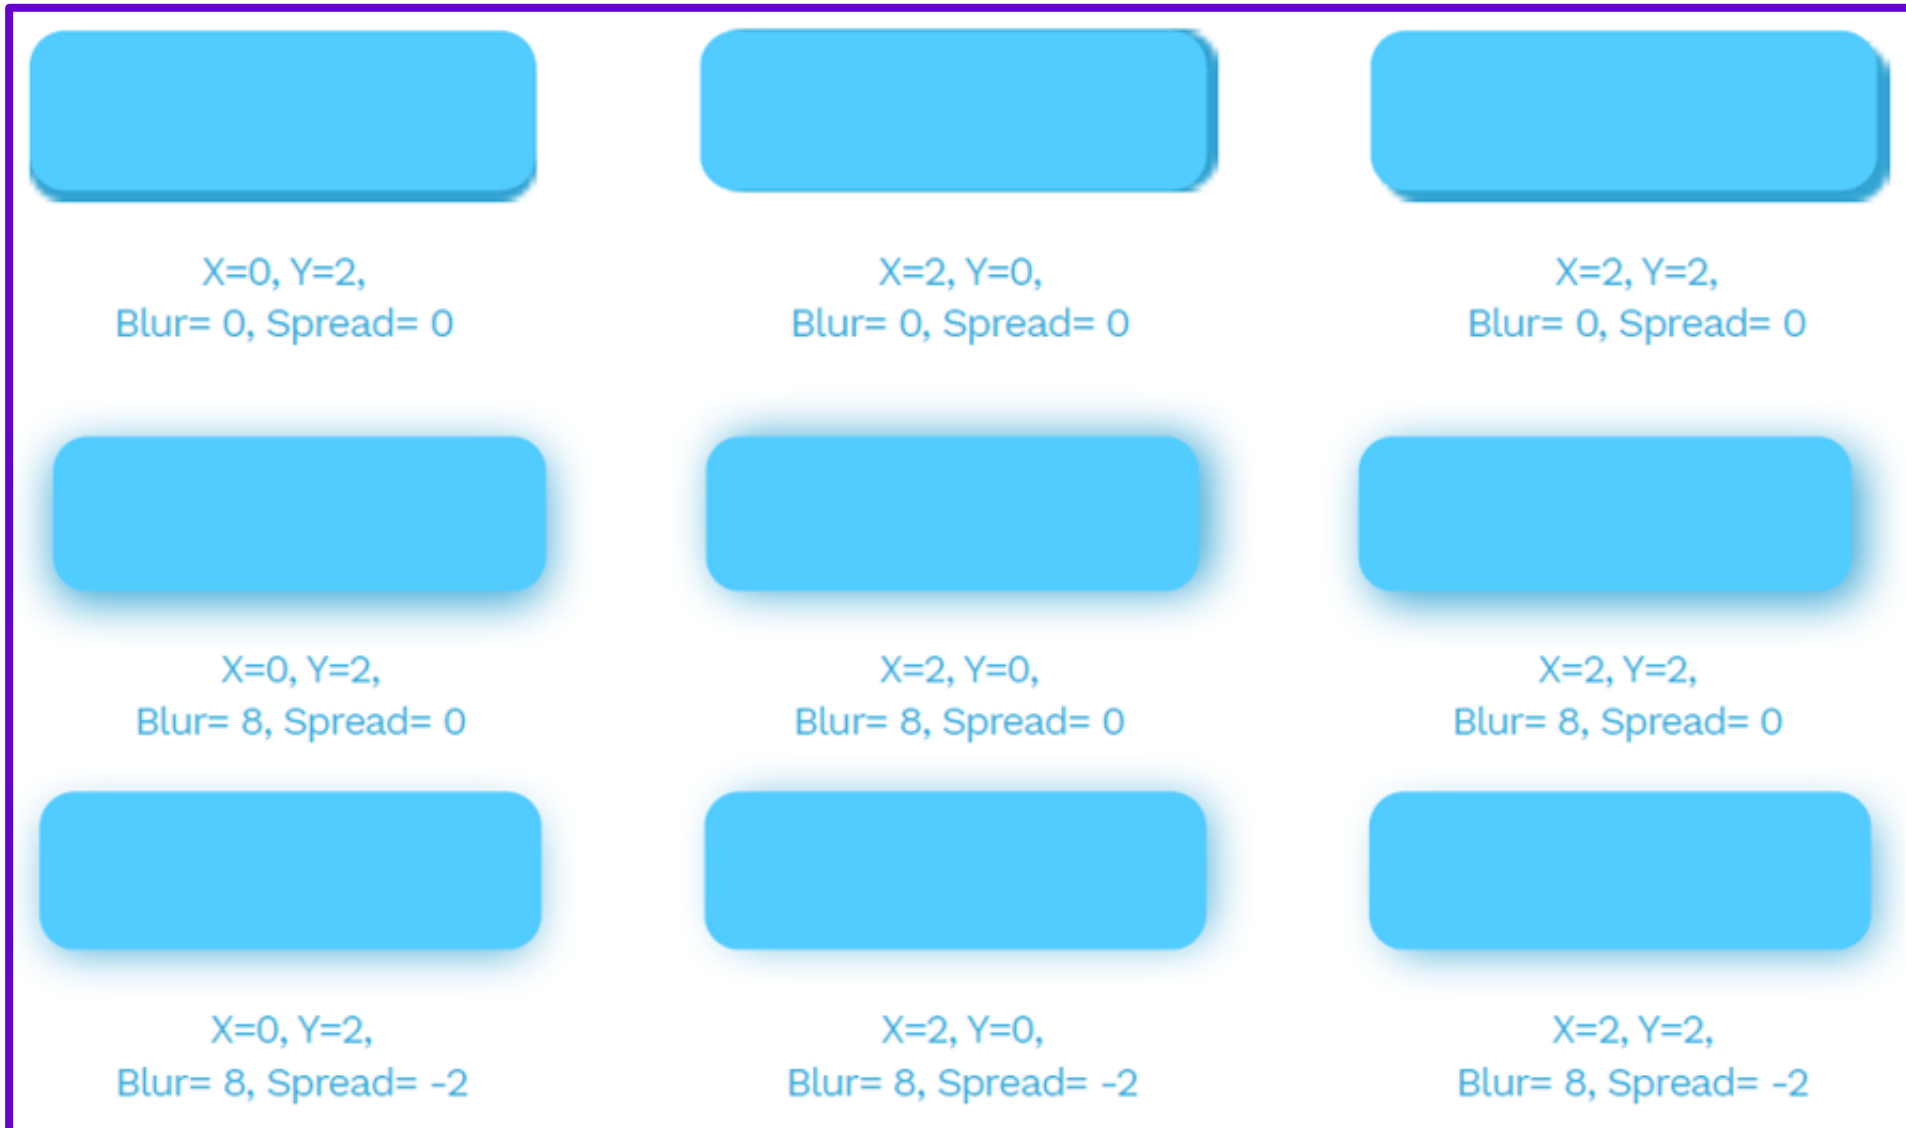 X=0, Y=2,
Blur= 0, Spread= 0
X=2, Y=0,
Blur= 0, Spread= 0
X=2, Y=2,
Blur= 0, Spread= 0
X=0, Y=2,
Blur= 8, Spread= 0
X=2, Y=0,
Blur= 8, Spread= 0
X=2, Y=2,
Blur= 8, Spread= 0
X=0, Y=2,
Blur= 8, Spread= -2
X=2, Y=0,
Blur= 8, Spread= -2
X=2, Y=2,
Blur= 8, Spread= -2